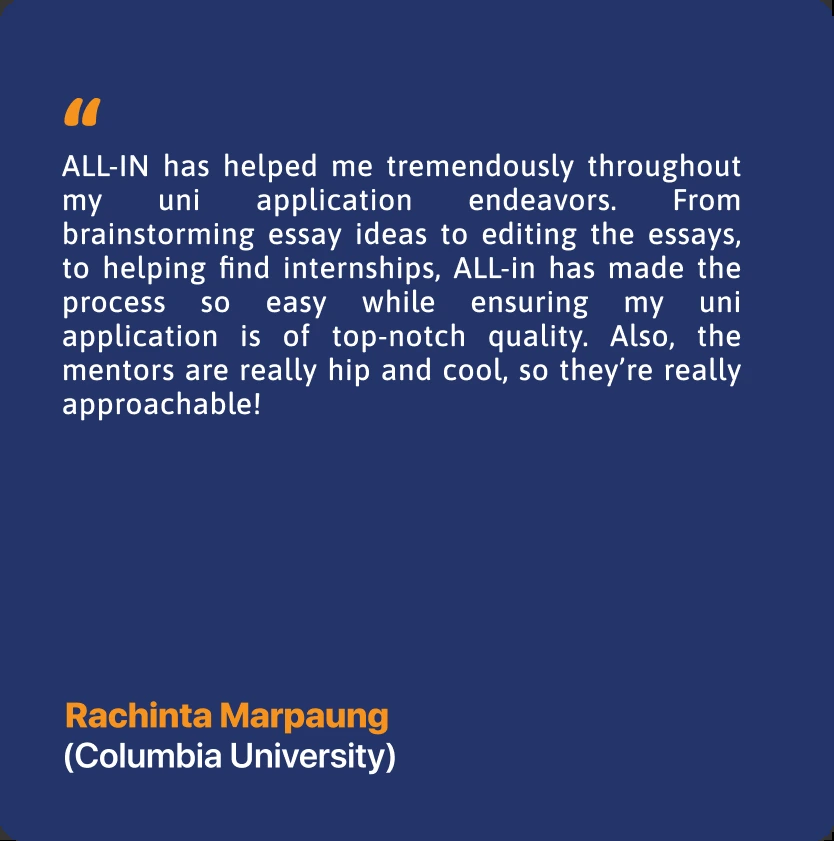 “
ALL-IN has helped me tremendously throughout
my uni application endeavors. From
brainstorming essay ideas to editing the essays,
to helping find internships, ALL-in has made the
process so easy while ensuring my uni
application is of top-notch quality. Also, the
mentors are really hip and cool, so they’re really
approachable!
Rachinta Marpaung
(Columbia University)